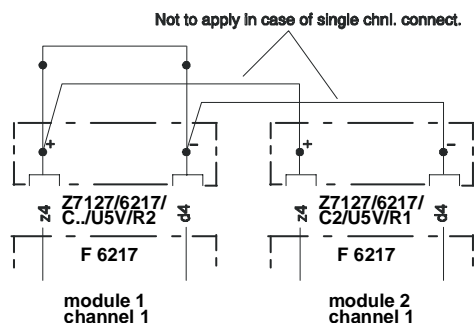 Not to apply in case of single chnl. connect.
+ - + -
z4 Z7127/6217/ C../U5V/R2 d4
z4 Z7127/6217/ C2/U5V/R1 d4
F 6217
F 6217
module 1
channel 1
module 2
channel 1